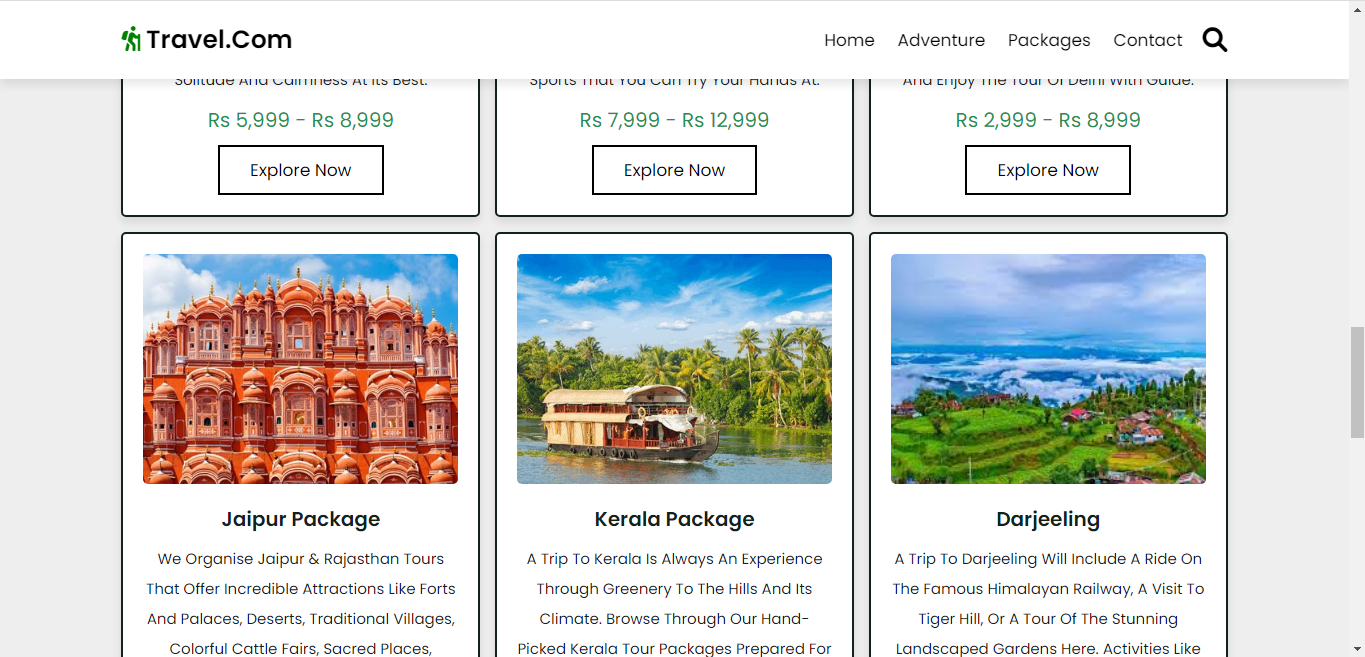 Travel.Com
Home Adventure Packages Contact
Solitude And Calmness At Its Best.
Rs 5,999 - Rs 8,999
Explore Now
Sports That You Can Try Your Hands At.
Rs 7,999 - Rs 12,999
Explore Now
And Enjoy The Tour Of Delhi With Guide.
Rs 2,999 - Rs 8,999
Explore Now
Jaipur Package
We Organise Jaipur & Rajasthan Tours
That Offer Incredible Attractions Like Forts
And Palaces, Deserts, Traditional Villages,
Colorful Cattle Fairs, Sacred Places,
Kerala Package
A Trip To Kerala Is Always An Experience
Through Greenery To The Hills And Its
Climate. Browse Through Our Hand-
Picked Kerala Tour Packages Prepared For
Darjeeling
A Trip To Darjeeling Will Include A Ride On
The Famous Himalayan Railway, A Visit To
Tiger Hill, Or A Tour Of The Stunning
Landscaped Gardens Here. Activities Like